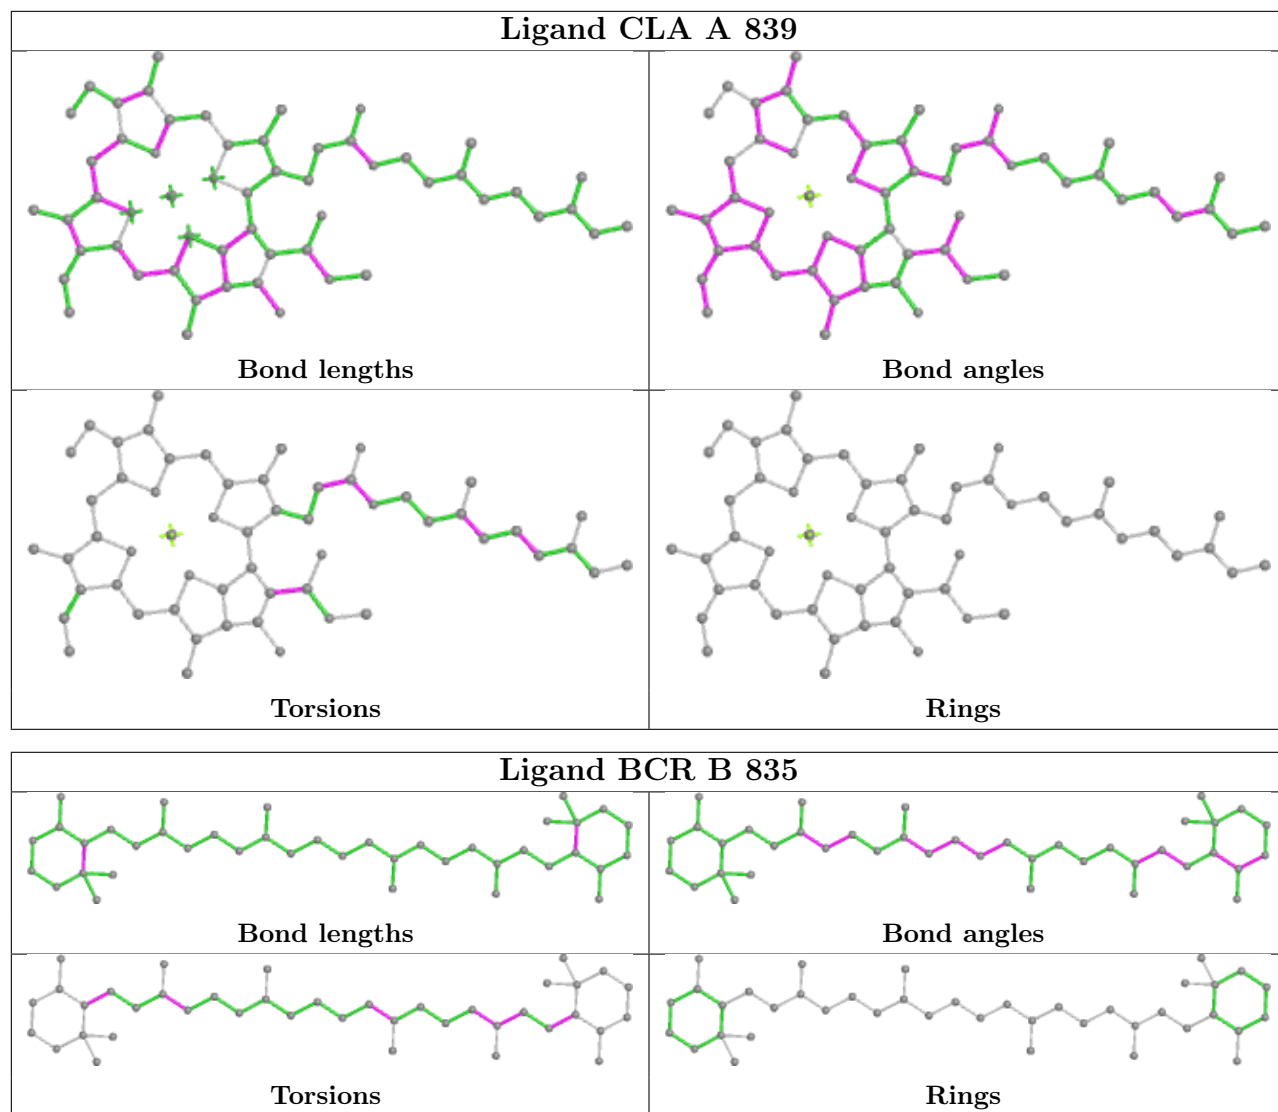 Ligand CLA A 839
Bond lengths
Bond angles
Torsions
Rings
Ligand BCR B 835
Bond lengths
Bond angles
Torsions
Rings